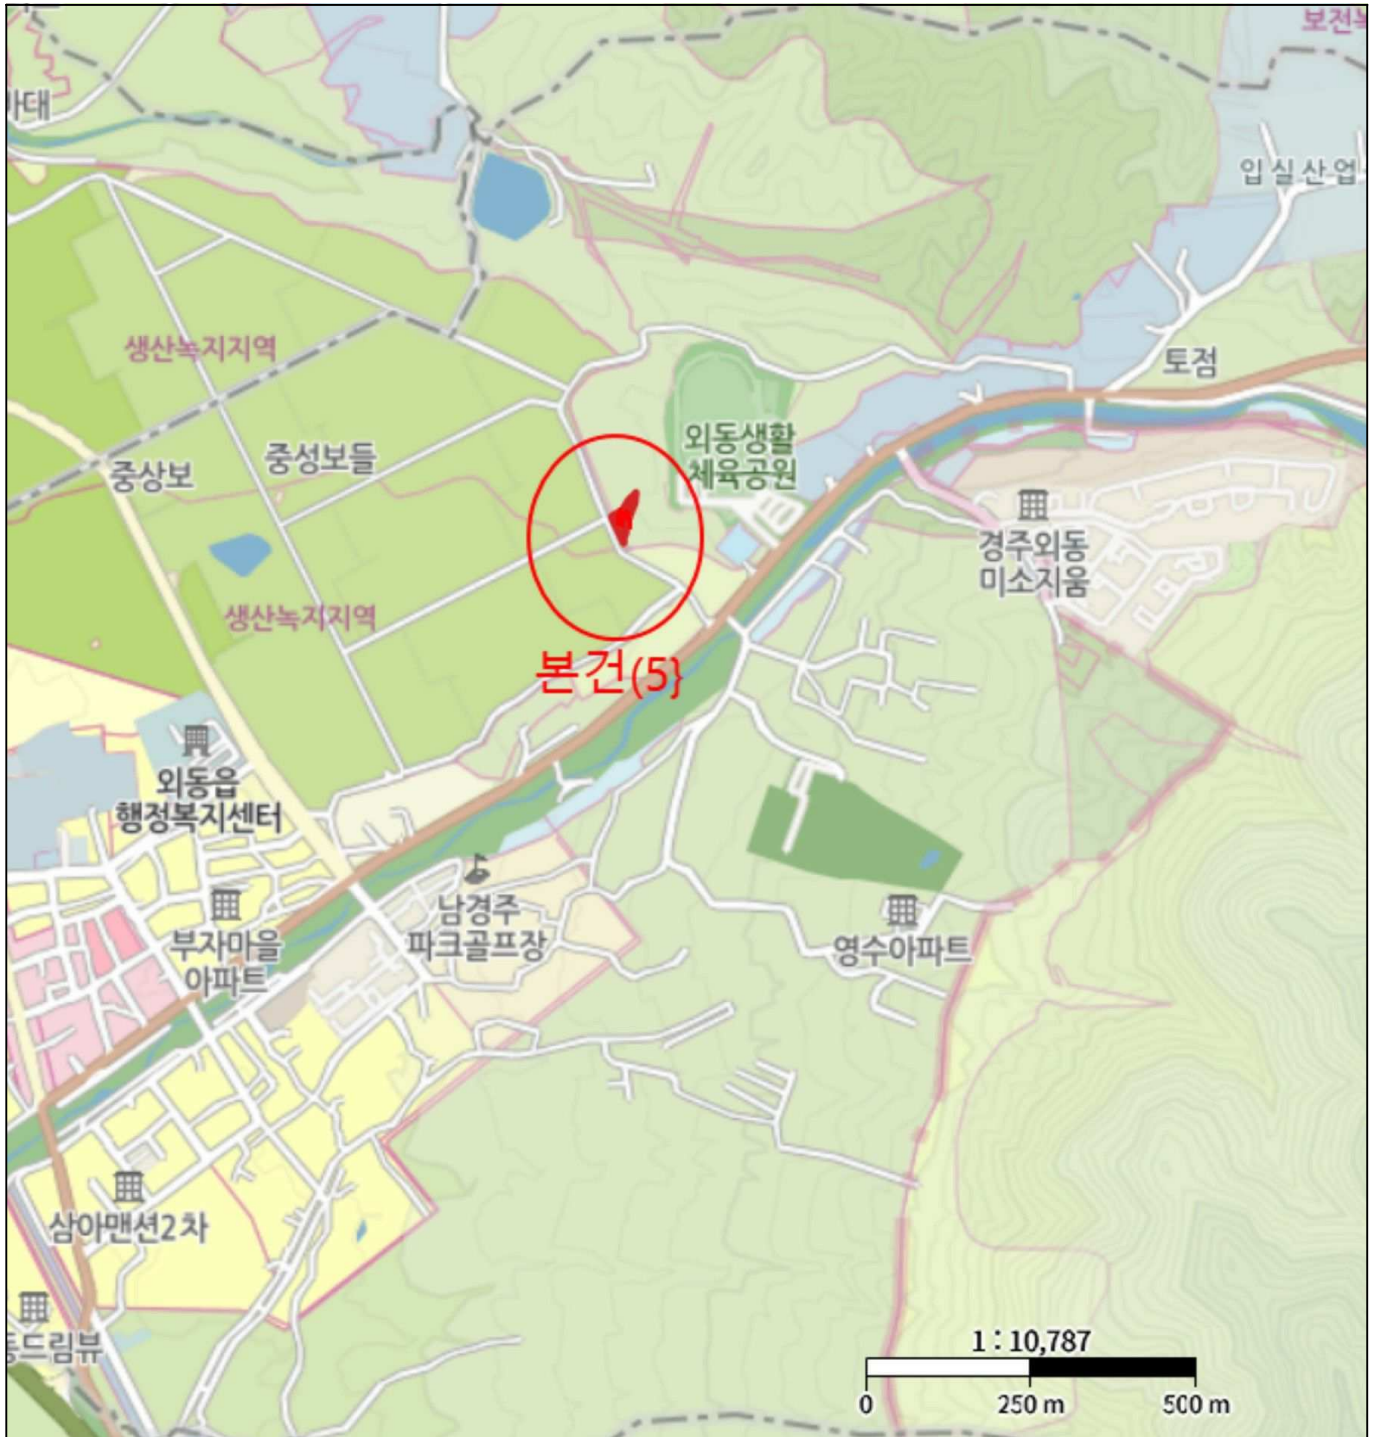 보전녹
마대
입실산업
생산녹지지역
토점
외동생활
체육공원
중성보들
중상보
경주외동
미소지움
생산녹지지역
본건(5}
외동읍
행정복지센터
남경주
파크골프장
부자마을
아파트
영수아파트
삼아맨션2차
동드림뷰
1 : 10,787
0
250 m
500 m